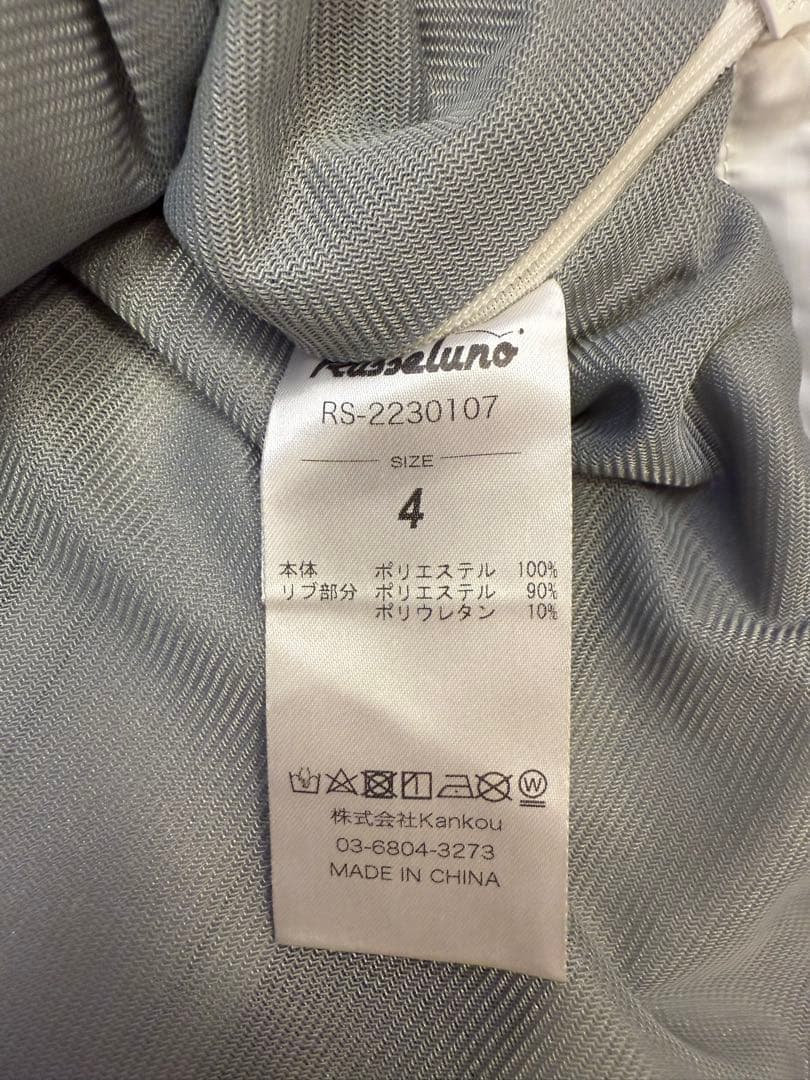 Russeluno
RS-2230107
SIZE
4
本体 ポリエステル 100%
リブ部分 ポリエステル 90%
ポリウレタン 10%
W
株式会社Kankou
03-6804-3273
MADE IN CHINA